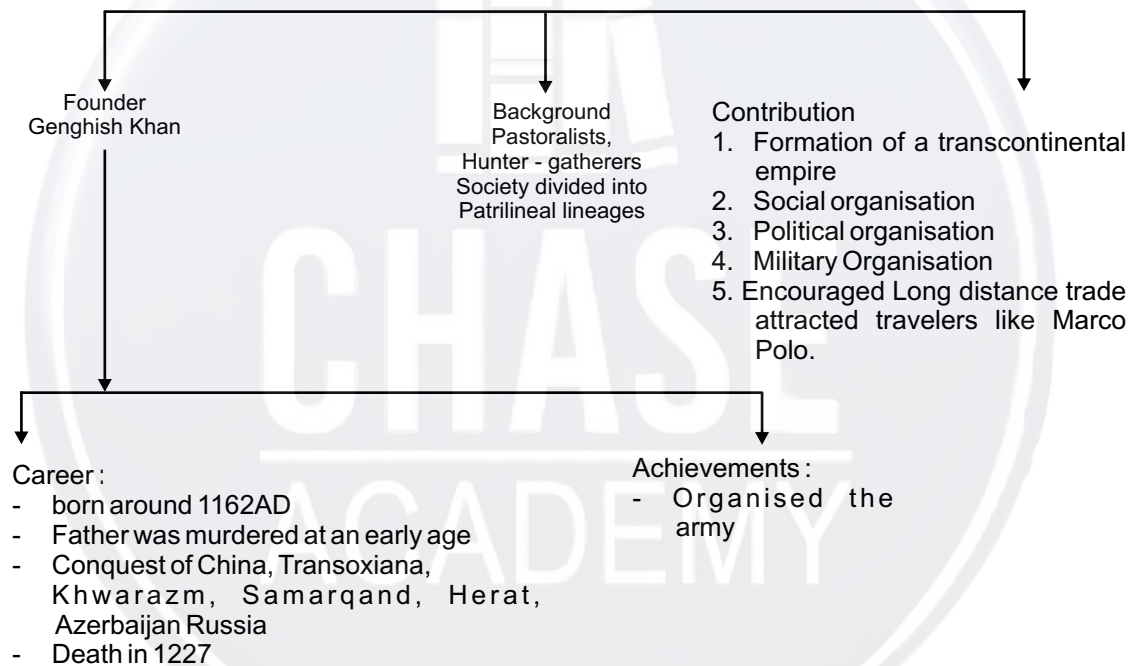 Founder
Genghish Khan
Background
Pastoralists,
Hunter - gatherers
Society divided into
Patrilineal lineages
Contribution
1. Formation of a transcontinental
empire
2. Social organisation
3. Political organisation
4. Military Organisation
5. Encouraged Long distance trade
attracted travelers like Marco
Polo.
Career :
- born around 1162AD
- Father was murdered at an early age
- Conquest of China, Transoxiana,
Khwarazm, Samarqand, Herat,
Azerbaijan Russia
- Death in 1227
Achievements :
- Organised the
army
CHASE
ACADEMY